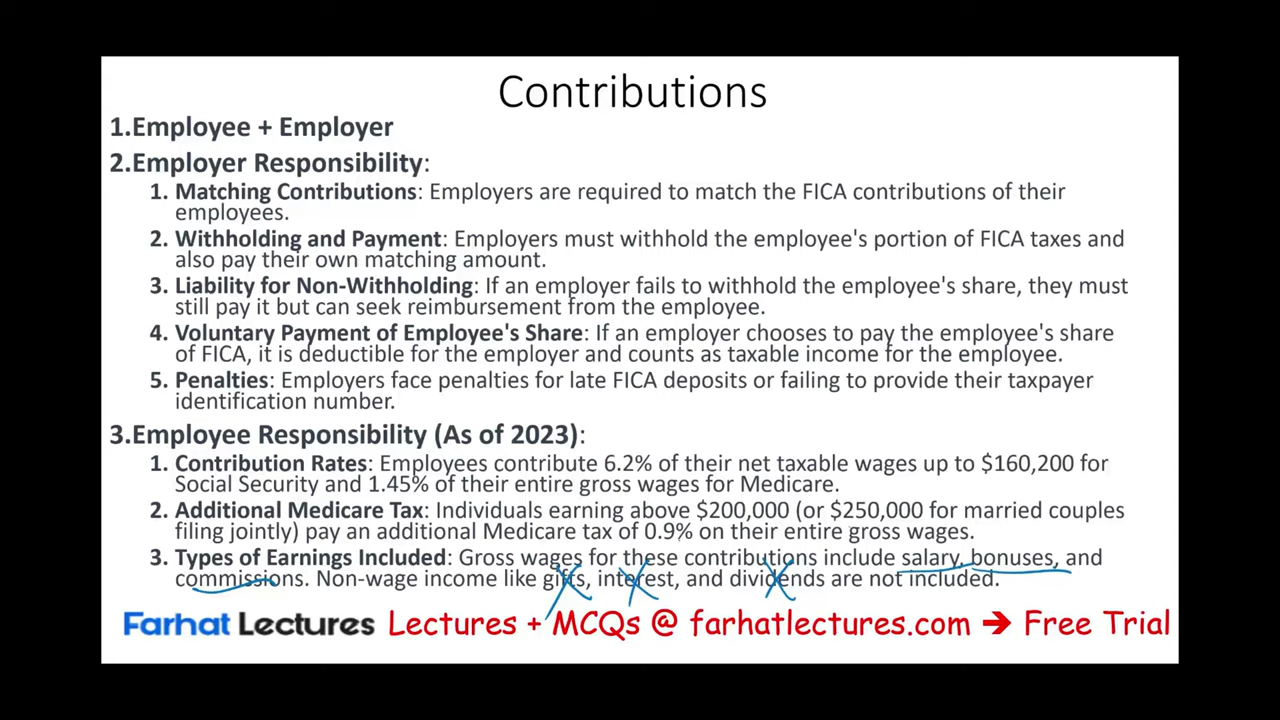 Contributions
1.Employee + Employer
2.Employer Responsibility:
1. Matching Contributions: Employers are required to match the FICA contributions of their
employees.
2. Withholding and Payment: Employers must withhold the employee's portion of FICA taxes and
also pay their own matching amount.
3. Liability for Non-Withholding: If an employer fails to withhold the employee's share, they must
still pay it but can seek reimbursement from the employee.
4. Voluntary Payment of Employee's Share: If an employer chooses to pay the employee's share
of FICA, it is deductible for the employer and counts as taxable income for the employee.
5. Penalties: Employers face penalties for late FICA deposits or failing to provide their taxpayer
identification number.
3.Employee Responsibility (As of 2023):
1. Contribution Rates: Employees contribute 6.2% of their net taxable wages up to $160,200 for
Social Security and 1.45% of their entire gross wages for Medicare.
2. Additional Medicare Tax: Individuals earning above $200,000 (or $250,000 for married couples
filing jointly) pay an additional Medicare tax of 0.9% on their entire gross wages.
3. Types of Earnings Included: Gross wages for these contributions include salary, bonuses, and
commissions. Non-wage income like gifts, interest, and dividends are not included.
Farhat Lectures Lectures + MCQs @ farhatlectures.com → Free Trial